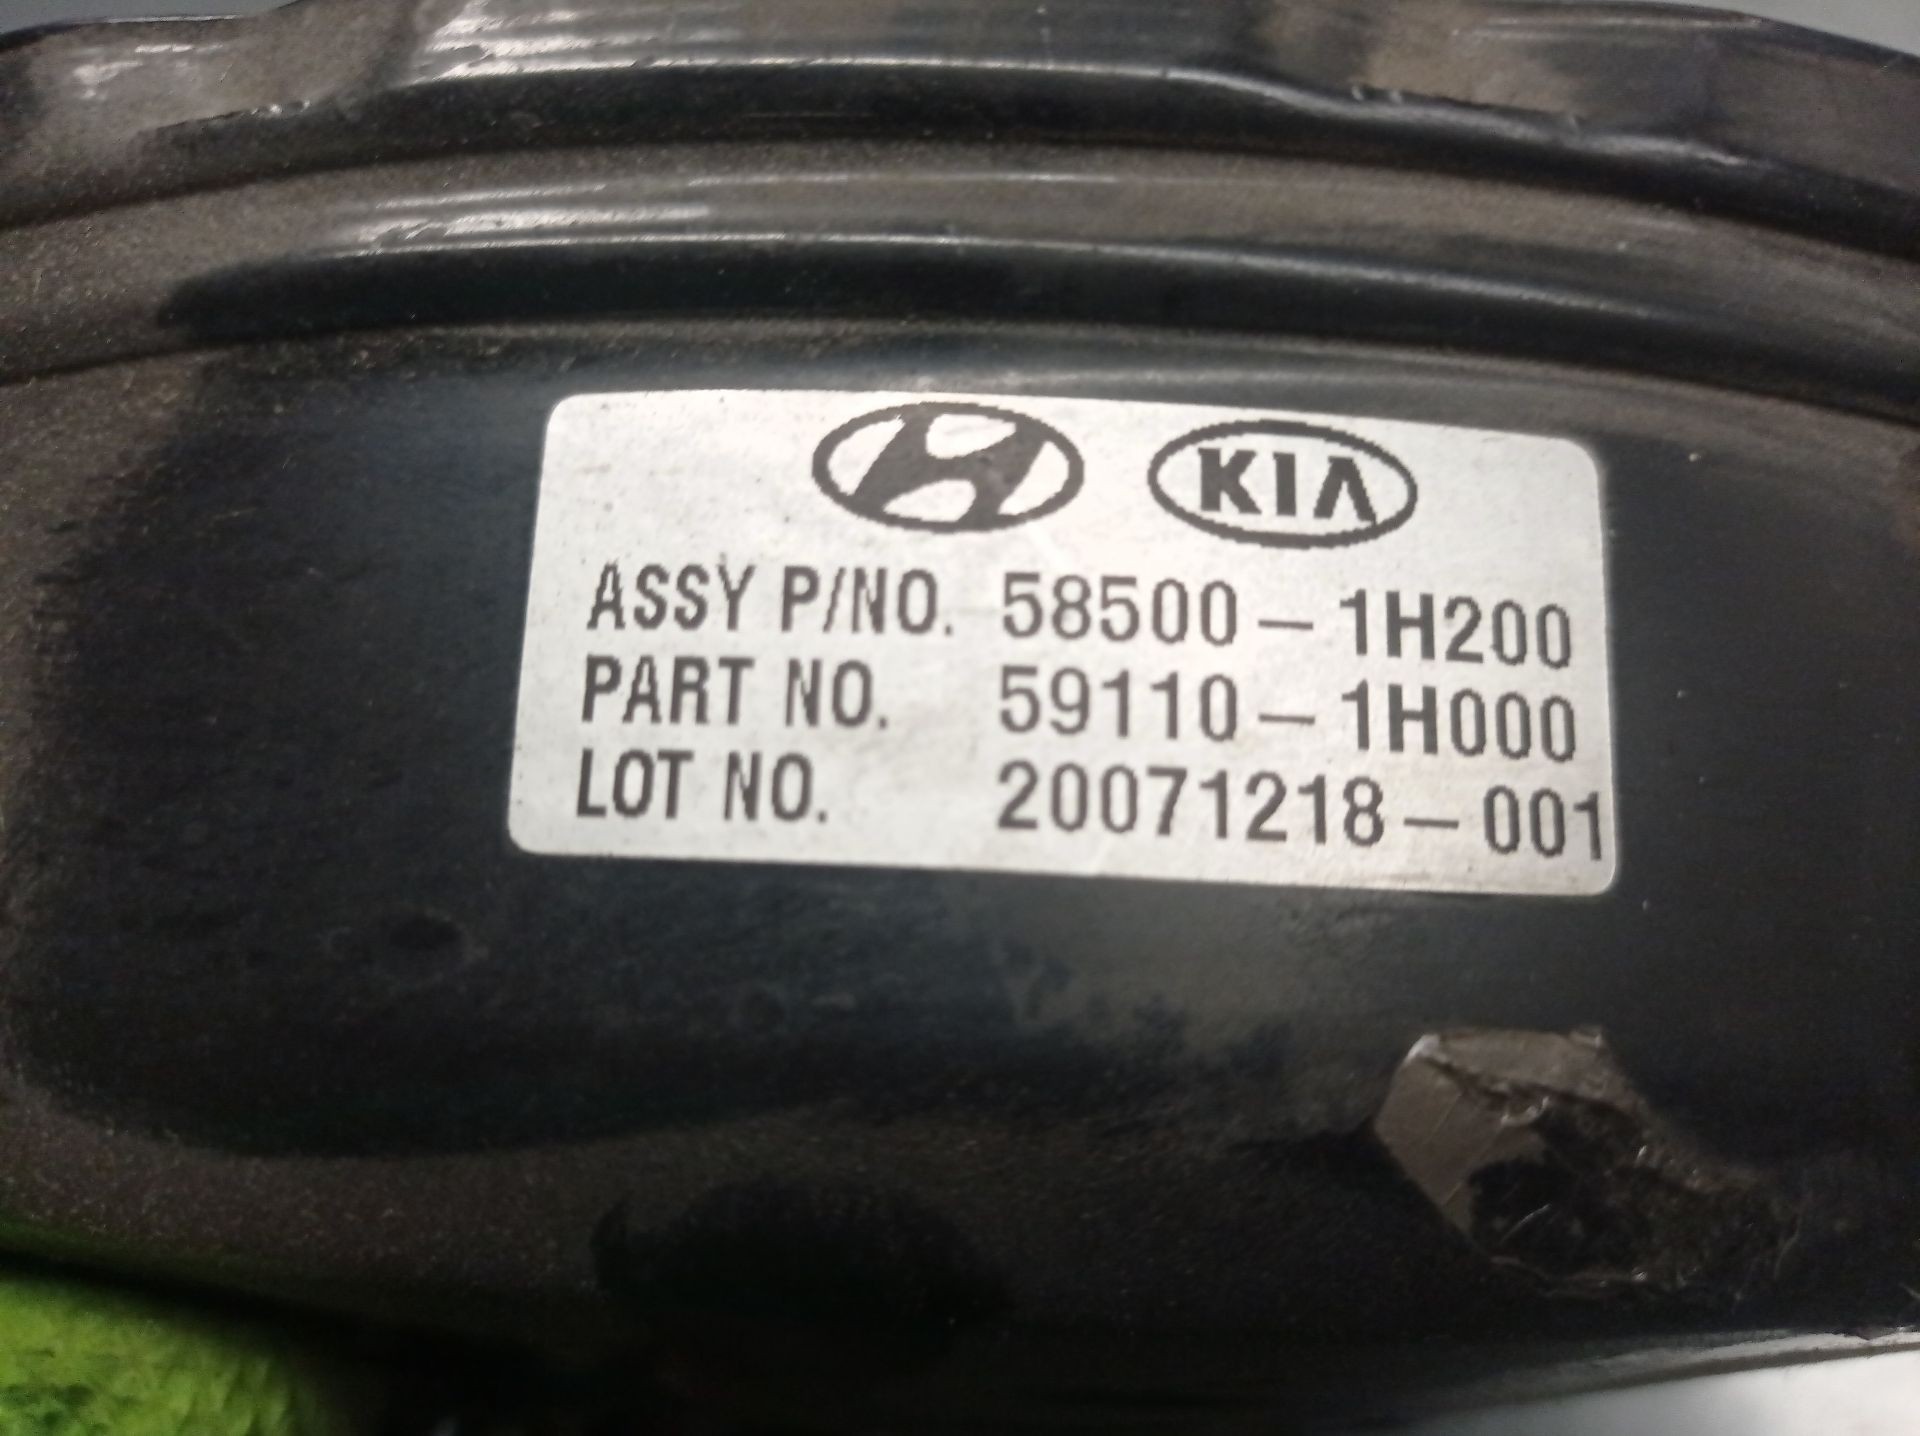 KIA
ASSY P/NO. 58500-1H200
PART NO. 59110-1H000
LOT NO. 20071218-001